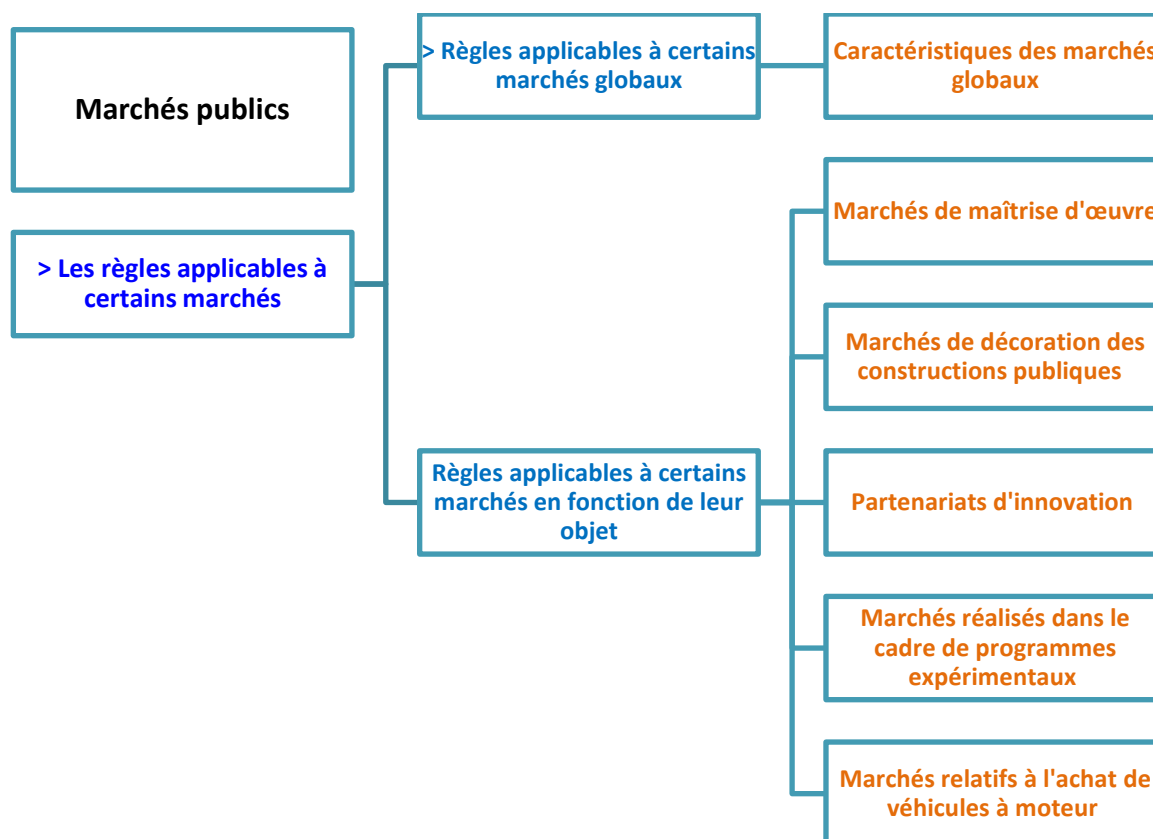 Marchés publics
> Les règles applicables à
certains marchés
> Règles applicables à certains
marchés globaux
Caractéristiques des marchés
globaux
Règles applicables à certains
marchés en fonction de leur
objet
Marchés de maîtrise d'œuvre
Marchés de décoration des
constructions publiques
Partenariats d'innovation
Marchés réalisés dans le
cadre de programmes
expérimentaux
Marchés relatifs à l'achat de
véhicules à moteur